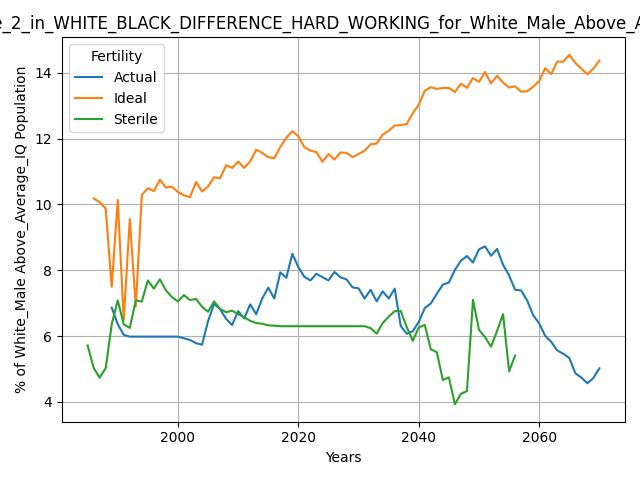 e_2_in_WHITE_BLACK_DIFFERENCE_HARD_WORKING_for_White_Male_Above_A
Fertility
Actual
Ideal
Sterile
% of White_Male Above_Average_IQ Population
14
12
10
8
6
4
2000
2020
2040
2060
Years